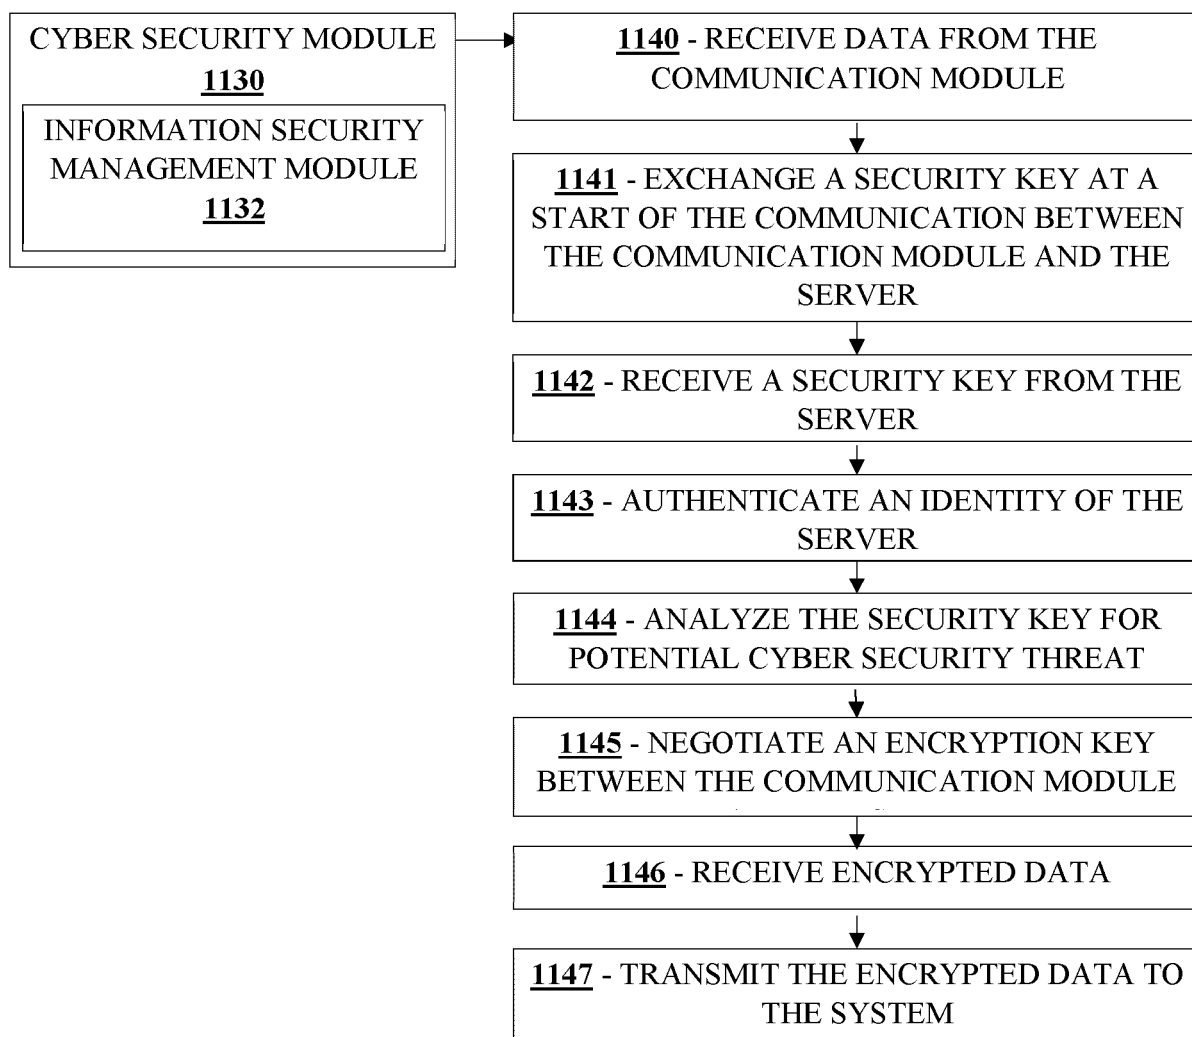 CYBER SECURITY MODULE
1130
INFORMATION SECURITY
MANAGEMENT MODULE
1132
1140 - RECEIVE DATA FROM THE
COMMUNICATION MODULE
1141 - EXCHANGE A SECURITY KEY AT A
START OF THE COMMUNICATION BETWEEN
THE COMMUNICATION MODULE AND THE
SERVER
1142 - RECEIVE A SECURITY KEY FROM THE
SERVER
1143 - AUTHENTICATE AN IDENTITY OF THE
SERVER
1144 - ANALYZE THE SECURITY KEY FOR
POTENTIAL CYBER SECURITY THREAT
1145 - NEGOTIATE AN ENCRYPTION KEY
BETWEEN THE COMMUNICATION MODULE
1146 - RECEIVE ENCRYPTED DATA
1147 - TRANSMIT THE ENCRYPTED DATA TO
THE SYSTEM